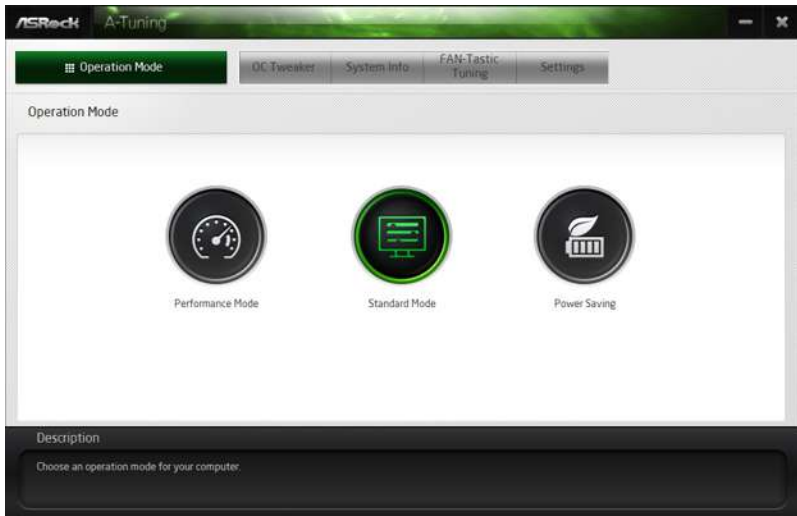 ASRock A-Tuning
Operation Mode OC Tweaker System Info FAN-Tastic Tuning Settings
Operation Mode
Performance Mode Standard Mode Power Saving
Description
Choose an operation mode for your computer.